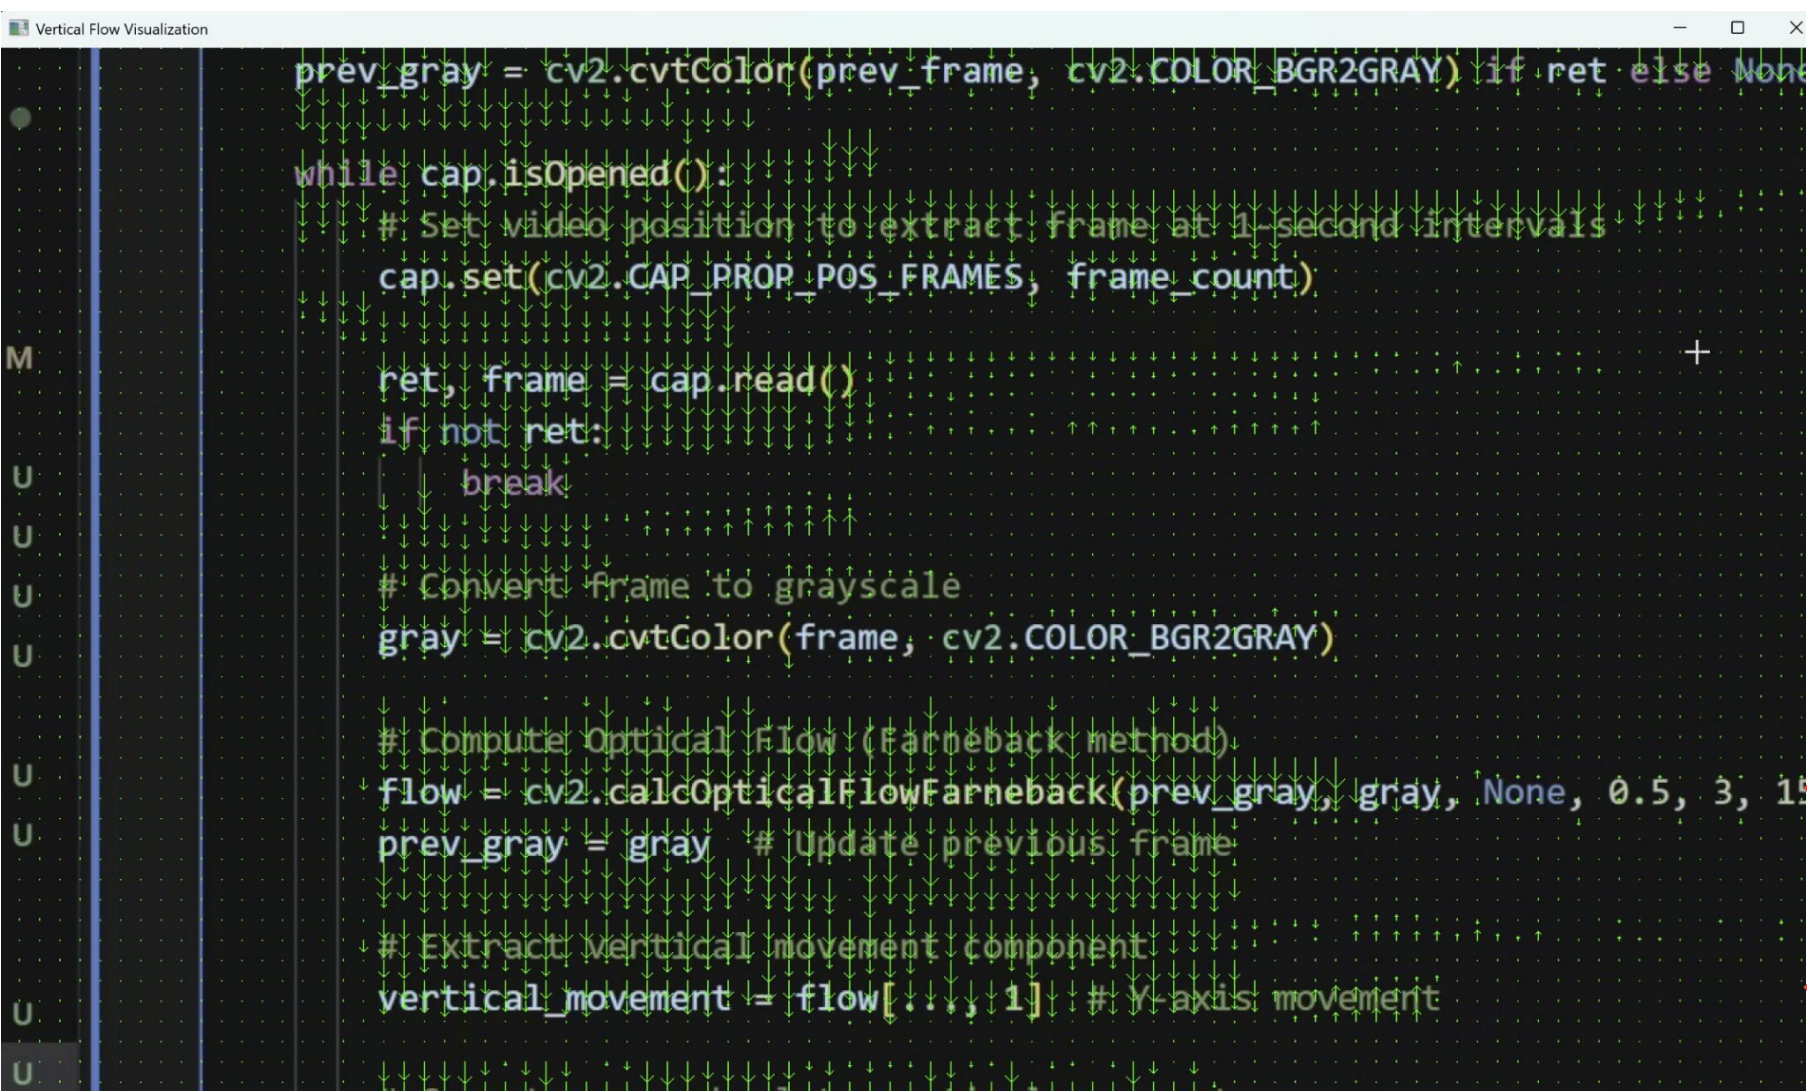 Vertical Flow Visualization
prev_gray = cv2.cvtColor(prev_frame, cv2.COLOR_BGR2GRAY) if ret else None
while cap.isOpened():
# Set video position to extract frame at 1-second intervals
cap.set(cv2.CAP_PROP_POS_FRAMES, frame_count)
M
ret, frame = cap.read()
if not ret:
U
break
U
# Convert frame to grayscale
U
gray = cv2.cvtColor(frame, cv2.COLOR_BGR2GRAY)
U
# Compute Optical Flow (Farneback method)
U
flow = cv2.calcOpticalFlowFarneback(prev_gray, gray, None, 0.5, 3, 15
U
prev_gray = gray # Update previous frame
# Extract vertical movement component
vertical_movement = flow[..., 1] # Y-axis movement
U
U